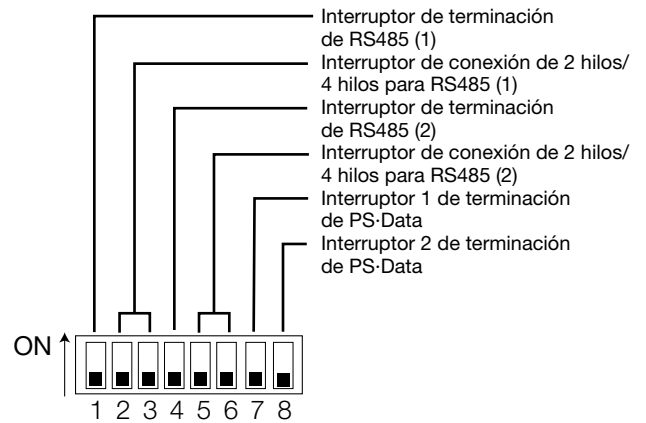 Interruptor de terminación
de RS485 (1)
Interruptor de conexión de 2 hilos/
4 hilos para RS485 (1)
Interruptor de terminación
de RS485 (2)
Interruptor de conexión de 2 hilos/
4 hilos para RS485 (2)
Interruptor 1 de terminación
de PS·Data
Interruptor 2 de terminación
de PS·Data
ON
1 2 3 4 5 6 7 8